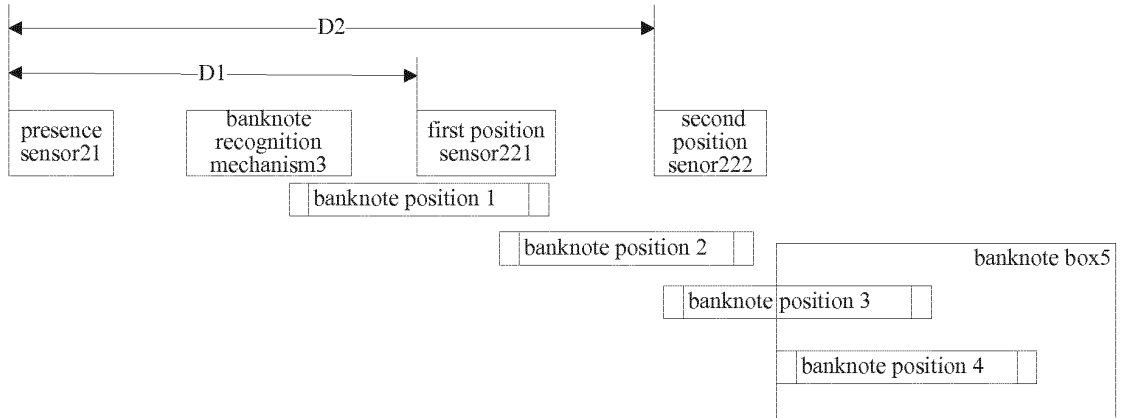 D2
D1
presence
sensor21
banknote
recognition
mechanism3
first position
sensor221
second
position
senor222
banknote position 1
banknote position 2
banknote box5
banknote position 3
banknote position 4